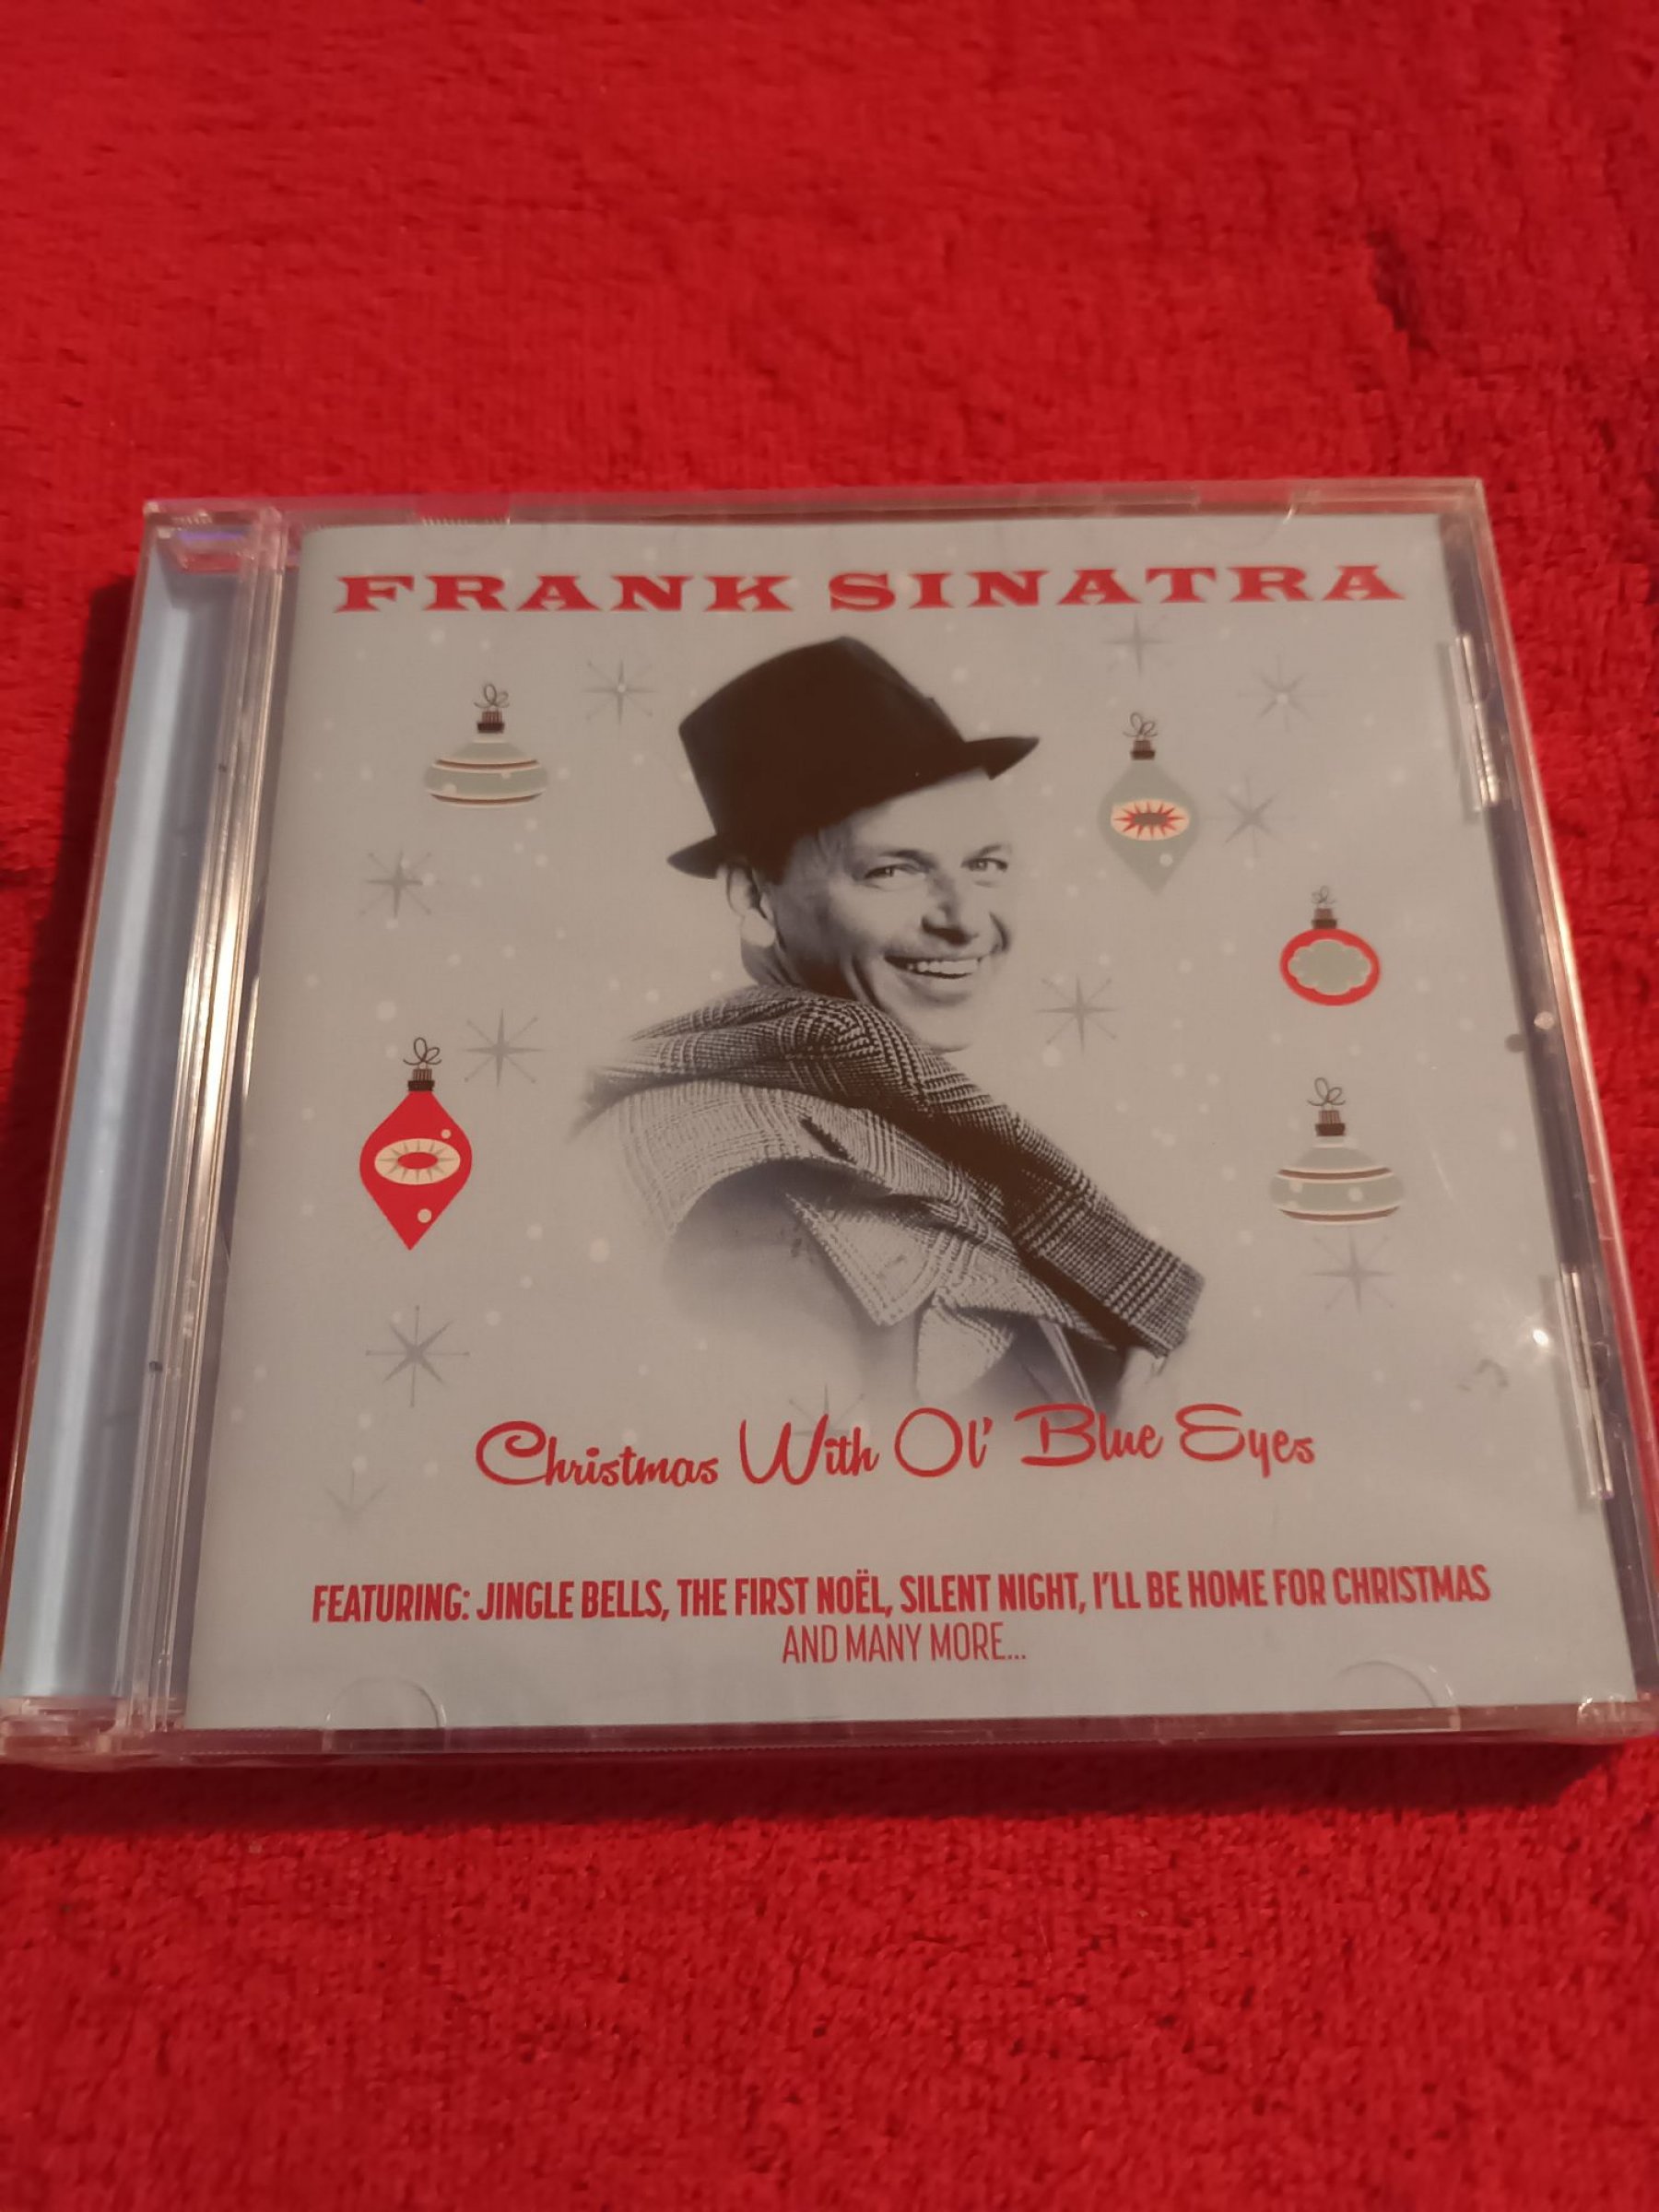 FRANK SINATRA
Christmas With Ol' Blue Eyes
FEATURING: JINGLE BELLS, THE FIRST NOËL, SILENT NIGHT, I'LL BE HOME FOR CHRISTMAS
AND MANY MORE...